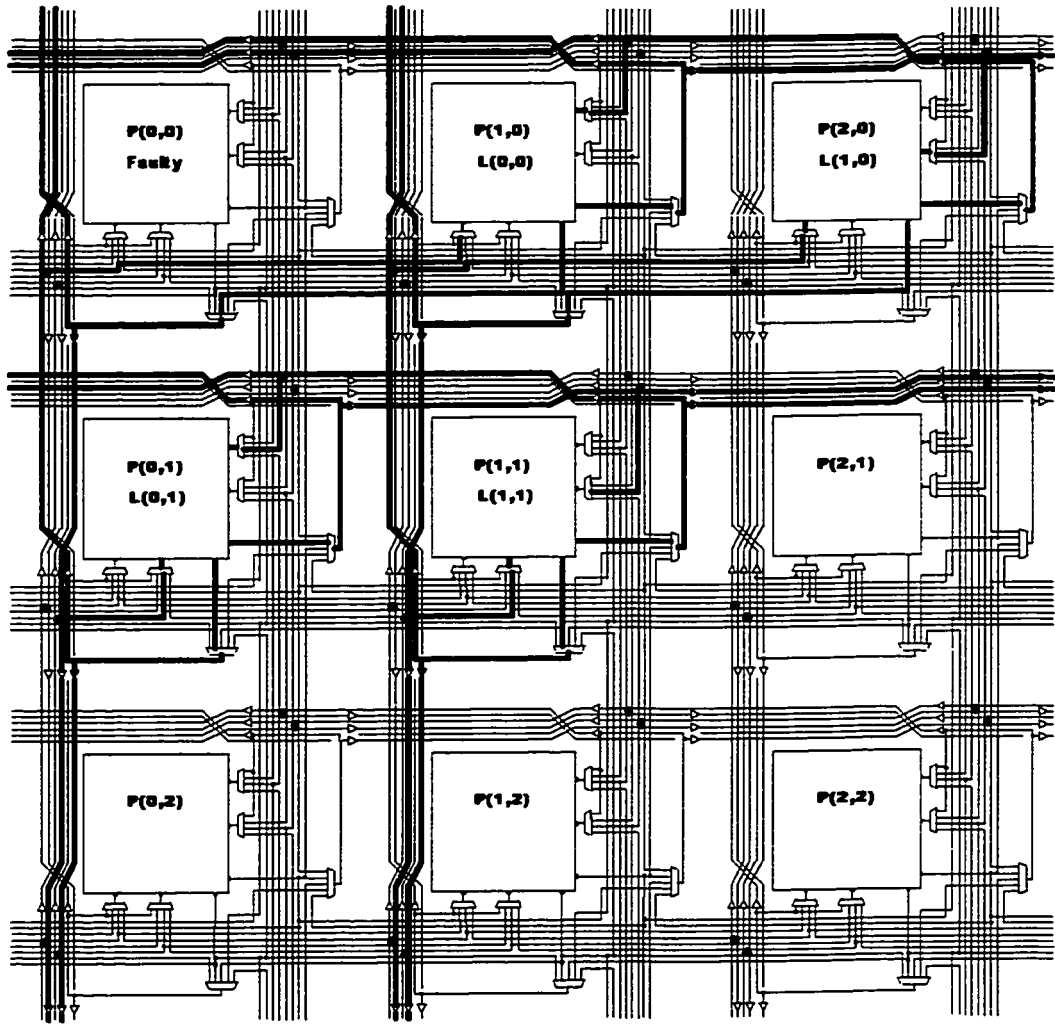 P(0,0)
Faulty
P(1,0)
L(0,0)
P(2,0)
L(1,0)
P(0,1)
L(0,1)
P(1,1)
L(1,1)
P(2,1)
P(0,2)
P(1,2)
P(2,2)